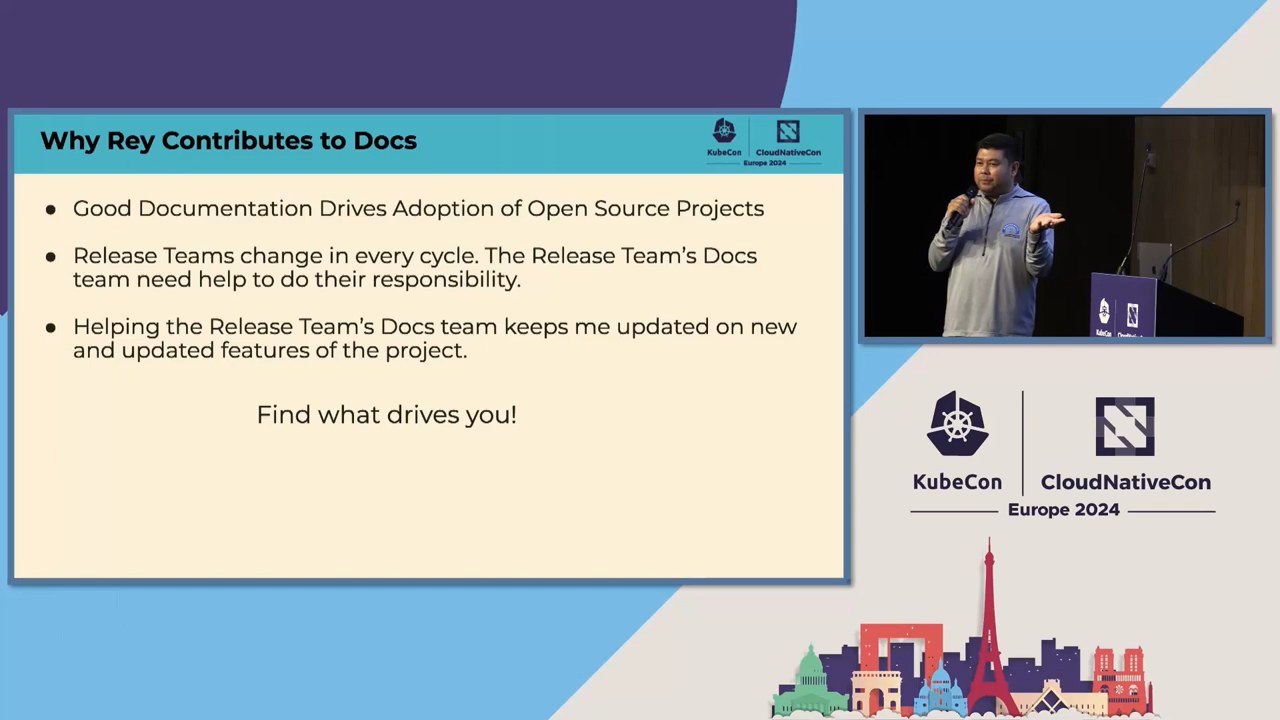 Why Rey Contributes to Docs
KubeCon
CloudNativeCon
Europe 2024
● Good Documentation Drives Adoption of Open Source Projects
● Release Teams change in every cycle. The Release Team’s Docs
team need help to do their responsibility.
● Helping the Release Team’s Docs team keeps me updated on new
and updated features of the project.
Find what drives you!
KubeCon
KubeCon
CloudNativeCon
Europe 2024